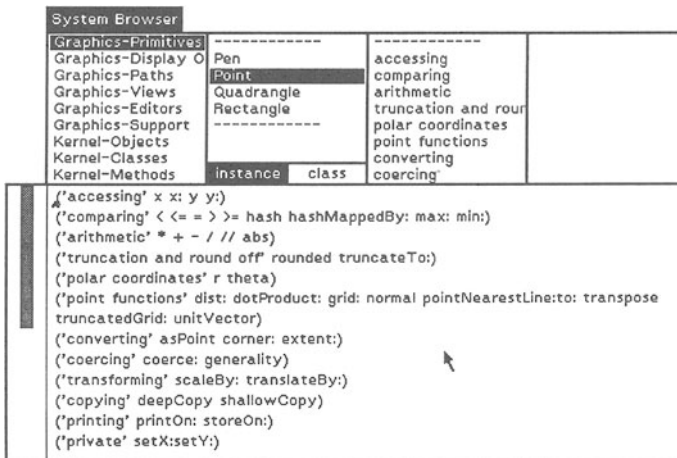 System Browser
Graphics-Primitives
Graphics-Display O
Graphics-Paths
Graphics-Views
Graphics-Editors
Graphics-Support
Kernel-Objects
Kernel-Classes
Kernel-Methods
------------
Pen
Point
Quadrangle
Rectangle
------------
instance class
------------
accessing
comparing
arithmetic
truncation and roun
polar coordinates
point functions
converting
coercing
('accessing' x x: y y:)
('comparing' < <= = > >= hash hashMappedBy: max: min:)
('arithmetic' * + - / // abs)
('truncation and round off' rounded truncateTo:)
('polar coordinates' r theta)
('point functions' dist: dotProduct: grid: normal pointNearestLine:to: transpose
truncatedGrid: unitVector)
('converting' asPoint corner: extent:)
('coercing' coerce: generality)
('transforming' scaleBy: translateBy:)
('copying' deepCopy shallowCopy)
('printing' printOn: storeOn:)
('private' setX:setY:)